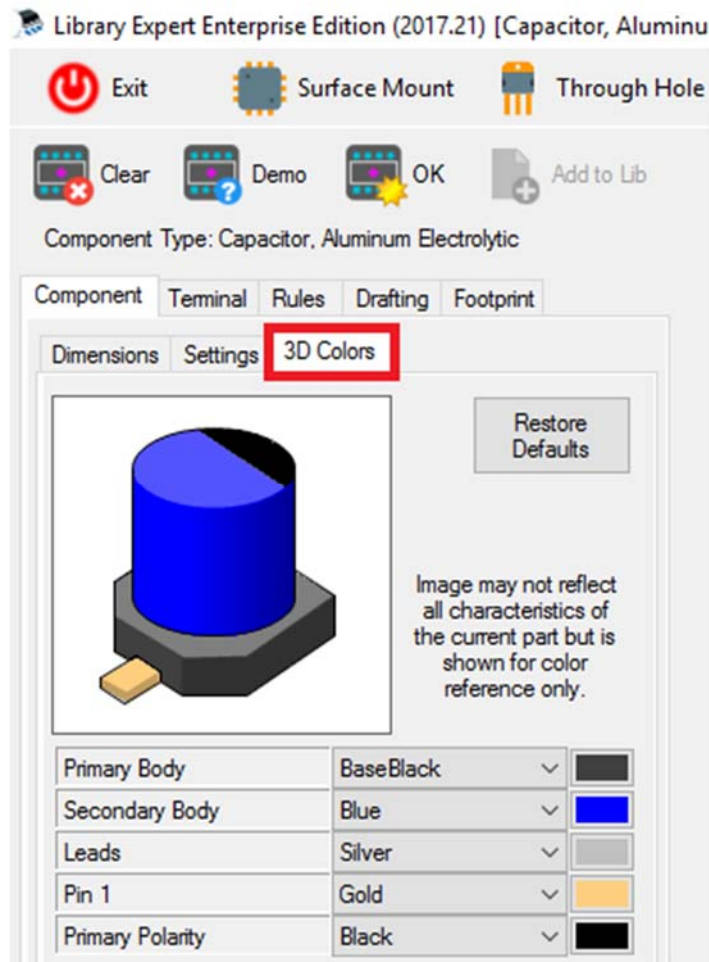 Library Expert Enterprise Edition (2017.21) [Capacitor, Aluminu
Exit Surface Mount Through Hole
Clear Demo OK Add to Lib
Component Type: Capacitor, Aluminum Electrolytic
Component Terminal Rules Drafting Footprint
Dimensions Settings 3D Colors
Restore
Defaults
Image may not reflect
all characteristics of
the current part but is
shown for color
reference only.
Primary Body BaseBlack
Secondary Body Blue
Leads Silver
Pin 1 Gold
Primary Polarity Black